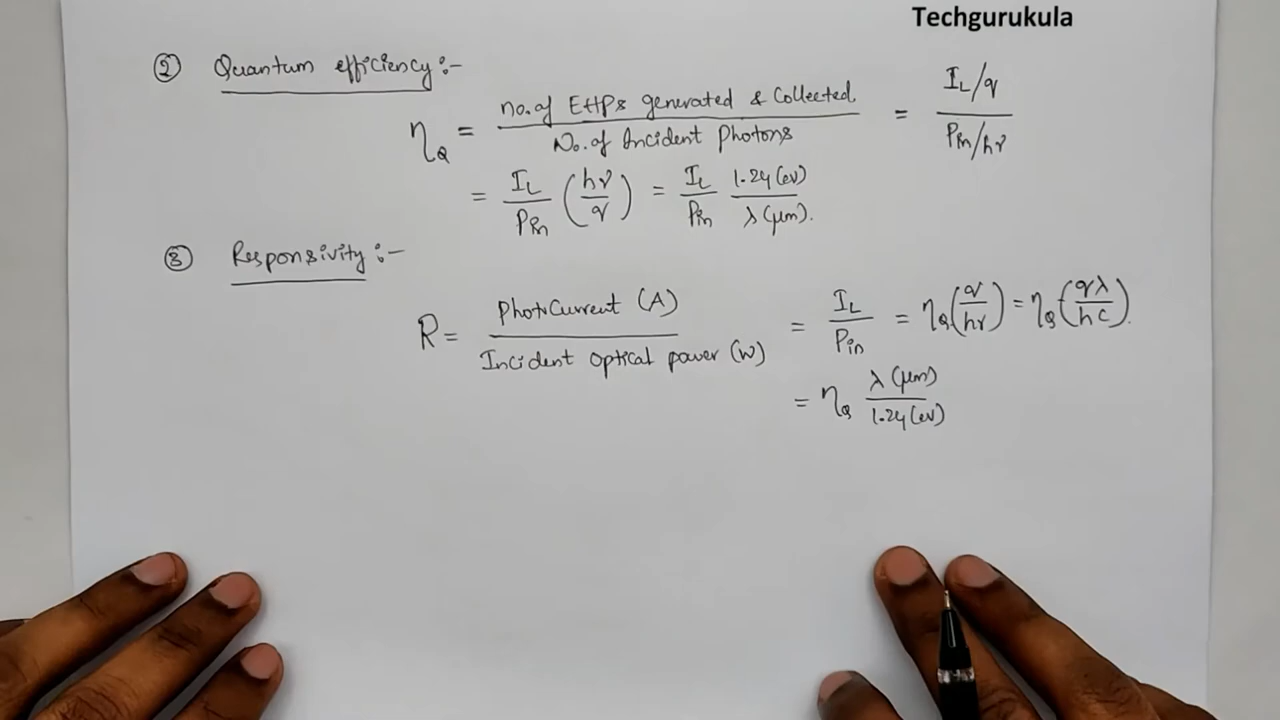 Techgurukula
② Quantum efficiency :-
η_Q = no. of EHPs generated & Collected / No. of Incident Photons = I_L/q / P_in/hν
= I_L/P_in (hν/q) = I_L/P_in 1.24(eV)/λ(μm).
③ Responsivity :-
R = PhotoCurrent (A) / Incident Optical power (W) = I_L/P_in = η_Q (q/hν) = η_Q (qλ/hc).
= η_Q λ(μm)/1.24(eV)